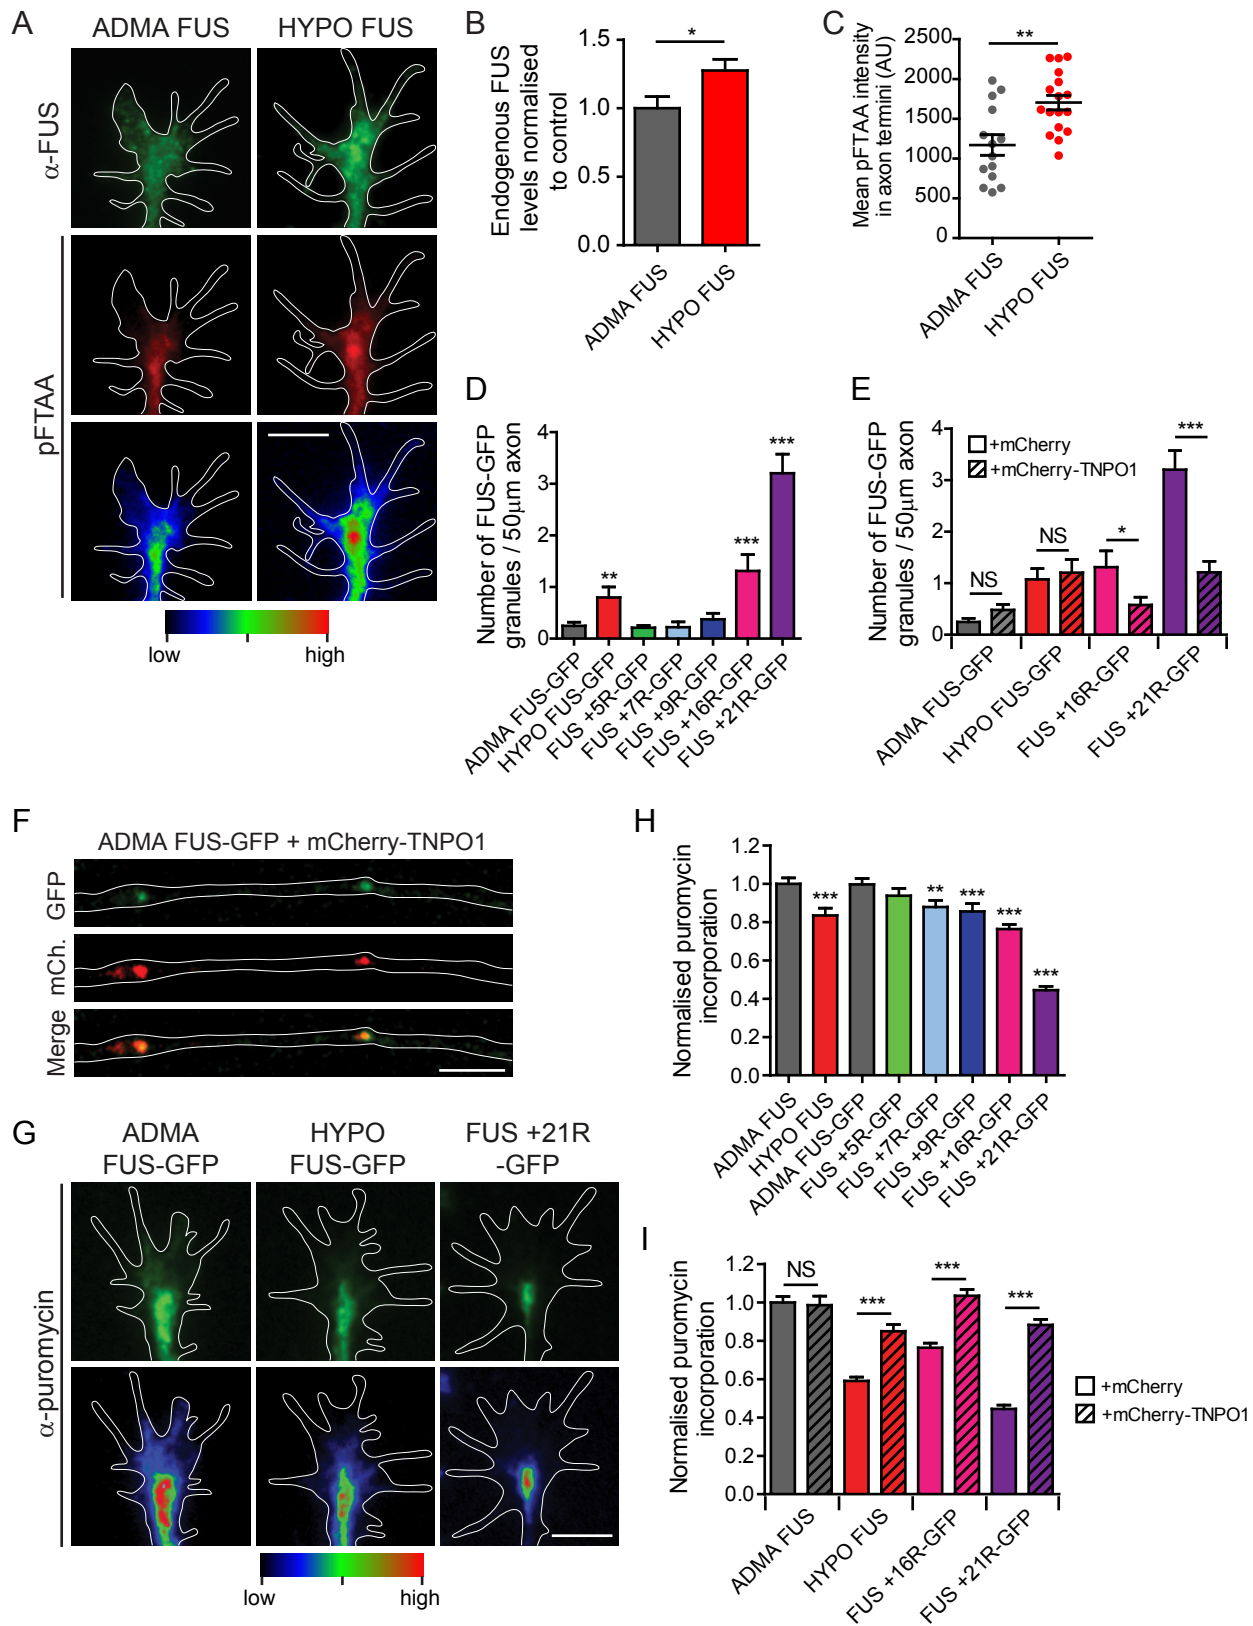 A
ADMA FUS
HYPO FUS
α-FUS
pFTAA
low
high
B
Endogenous FUS
levels normalised
to control
1.5
1.0
0.5
0.0
*
ADMA FUS
HYPO FUS
C
Mean pFTAA intensity
in axon termini (AU)
2500
2000
1500
1000
500
0
**
ADMA FUS
HYPO FUS
D
Number of FUS-GFP
granules / 50μm axon
4
3
2
1
0
**
***
***
ADMA FUS-GFP
HYPO FUS-GFP
FUS +5R-GFP
FUS +7R-GFP
FUS +9R-GFP
FUS +16R-GFP
FUS +21R-GFP
E
Number of FUS-GFP
granules / 50μm axon
4
3
2
1
0
+mCherry
+mCherry-TNPO1
NS
NS
*
***
ADMA FUS-GFP
HYPO FUS-GFP
FUS +16R-GFP
FUS +21R-GFP
F
ADMA FUS-GFP + mCherry-TNPO1
GFP
mCh.
Merge
G
ADMA
FUS-GFP
HYPO
FUS-GFP
FUS +21R
-GFP
α-puromycin
low
high
H
Normalised puromycin
incorporation
1.2
1.0
0.8
0.6
0.4
0.2
0.0
***
**
***
***
***
ADMA FUS
HYPO FUS
ADMA FUS-GFP
FUS +5R-GFP
FUS +7R-GFP
FUS +9R-GFP
FUS +16R-GFP
FUS +21R-GFP
I
Normalised puromycin
incorporation
1.2
1.0
0.8
0.6
0.4
0.2
0.0
NS
***
***
***
+mCherry
+mCherry-TNPO1
ADMA FUS
HYPO FUS
FUS +16R-GFP
FUS +21R-GFP